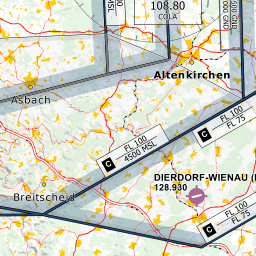 108.80
COLA
Altenkirchen
Asbach
C
FL 100
4500 MSL
C
FL 100
FL 75
Breitscheid
DIERDORF-WIENAU (
128.930
C
FL 100
FL 75